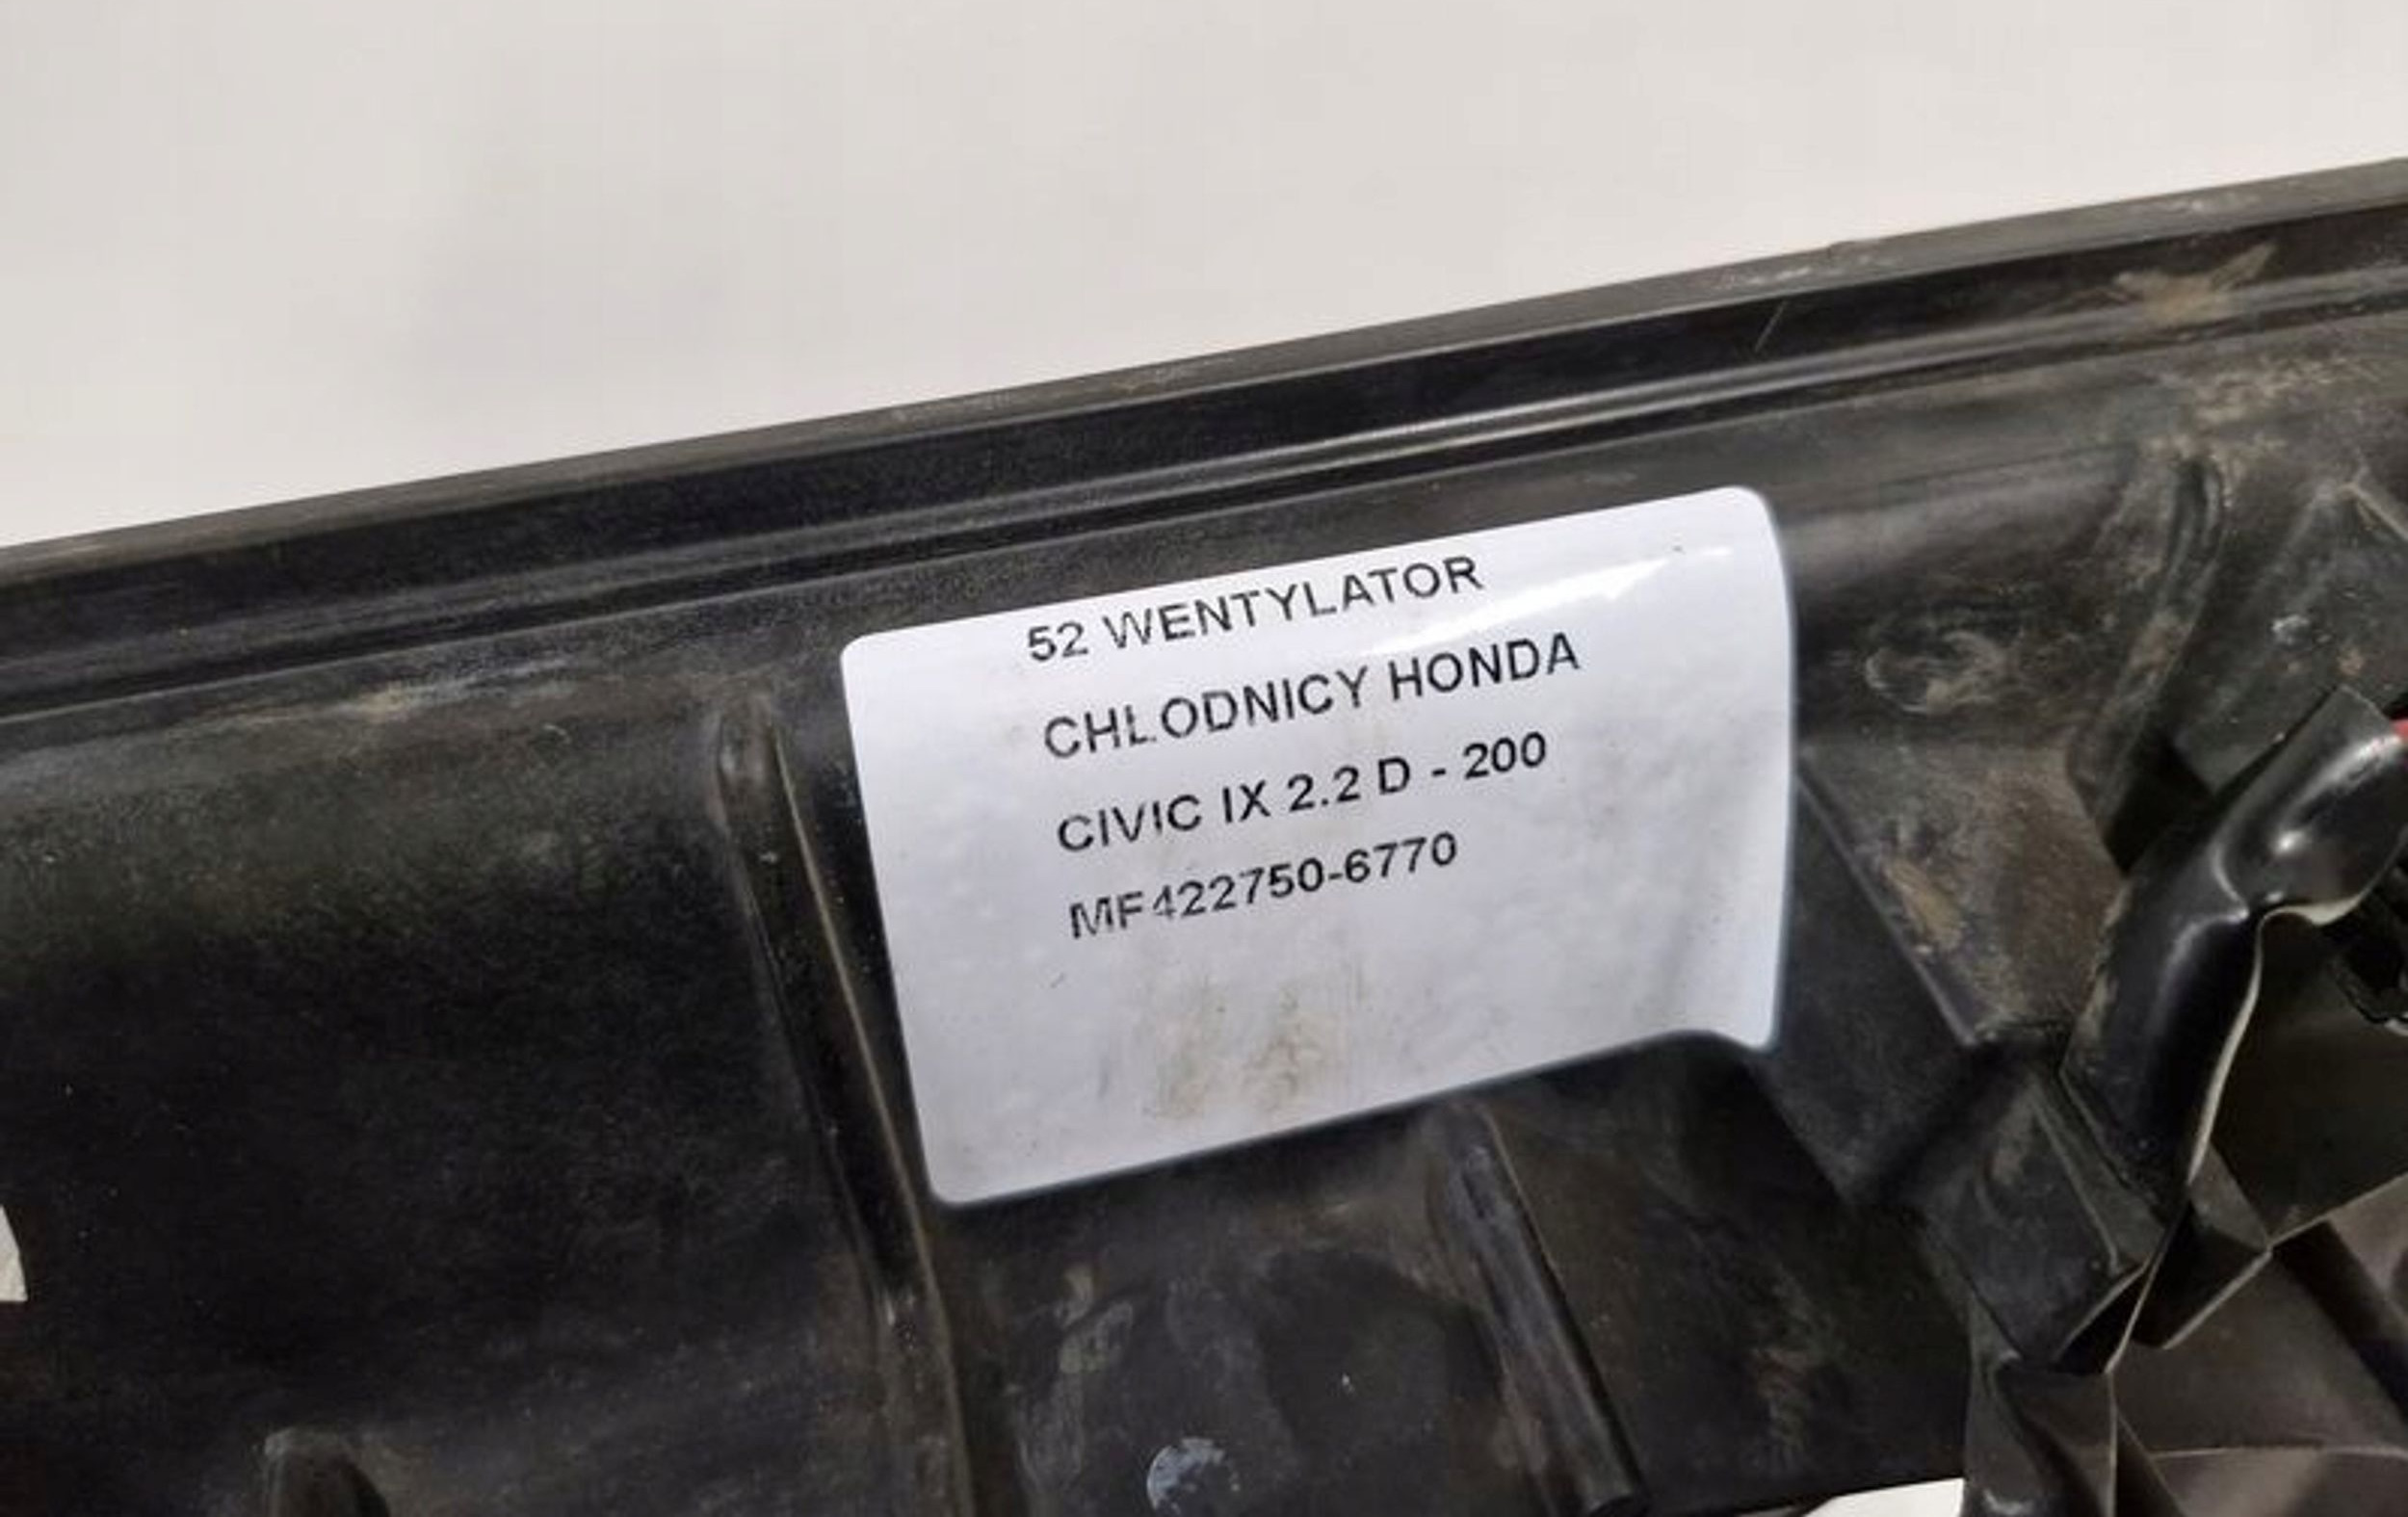 52 WENTYLATOR
CHLODNICY HONDA
CIVIC IX 2.2 D - 200
MF422750-6770